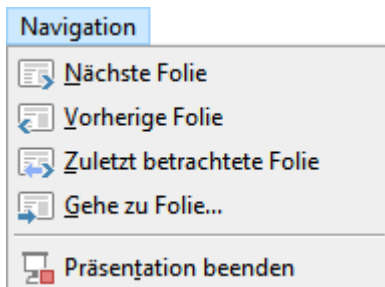 Navigation
Nächste Folie
Vorherige Folie
Zuletzt betrachtete Folie
Gehe zu Folie...
Präsentation beenden